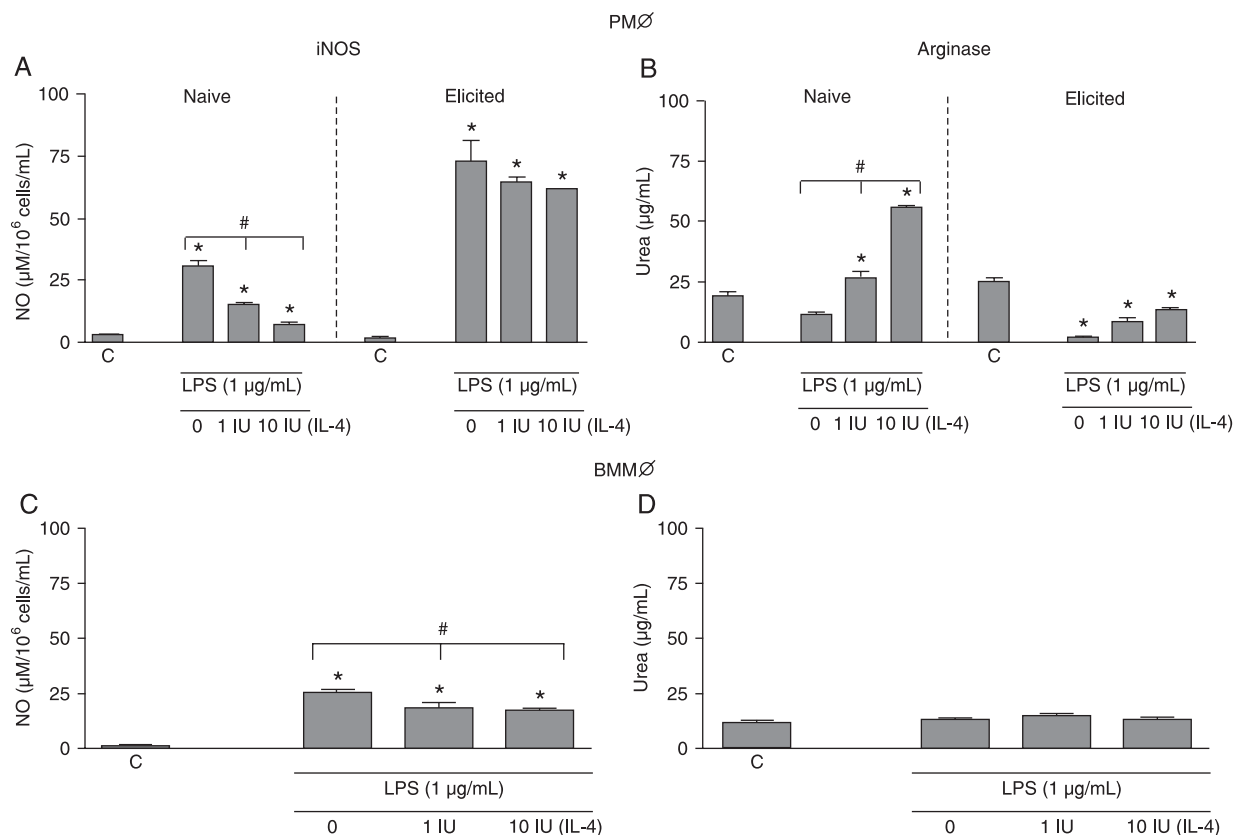 PMØ
iNOS
Arginase
A
B
Naive
Elicited
Naive
Elicited
NO (µM/10⁶ cells/mL)
100
75
50
25
0
*
*
*
#
*
*
*
C
C
LPS (1 µg/mL)
LPS (1 µg/mL)
0 1 IU 10 IU (IL-4)
0 1 IU 10 IU (IL-4)
Urea (µg/mL)
100
75
50
25
0
#
*
*
*
*
*
C
C
LPS (1 µg/mL)
LPS (1 µg/mL)
0 1 IU 10 IU (IL-4)
0 1 IU 10 IU (IL-4)
BMMØ
C
D
NO (µM/10⁶ cells/mL)
100
75
50
25
0
#
*
*
*
C
LPS (1 µg/mL)
0 1 IU 10 IU (IL-4)
Urea (µg/mL)
100
75
50
25
0
C
LPS (1 µg/mL)
0 1 IU 10 IU (IL-4)